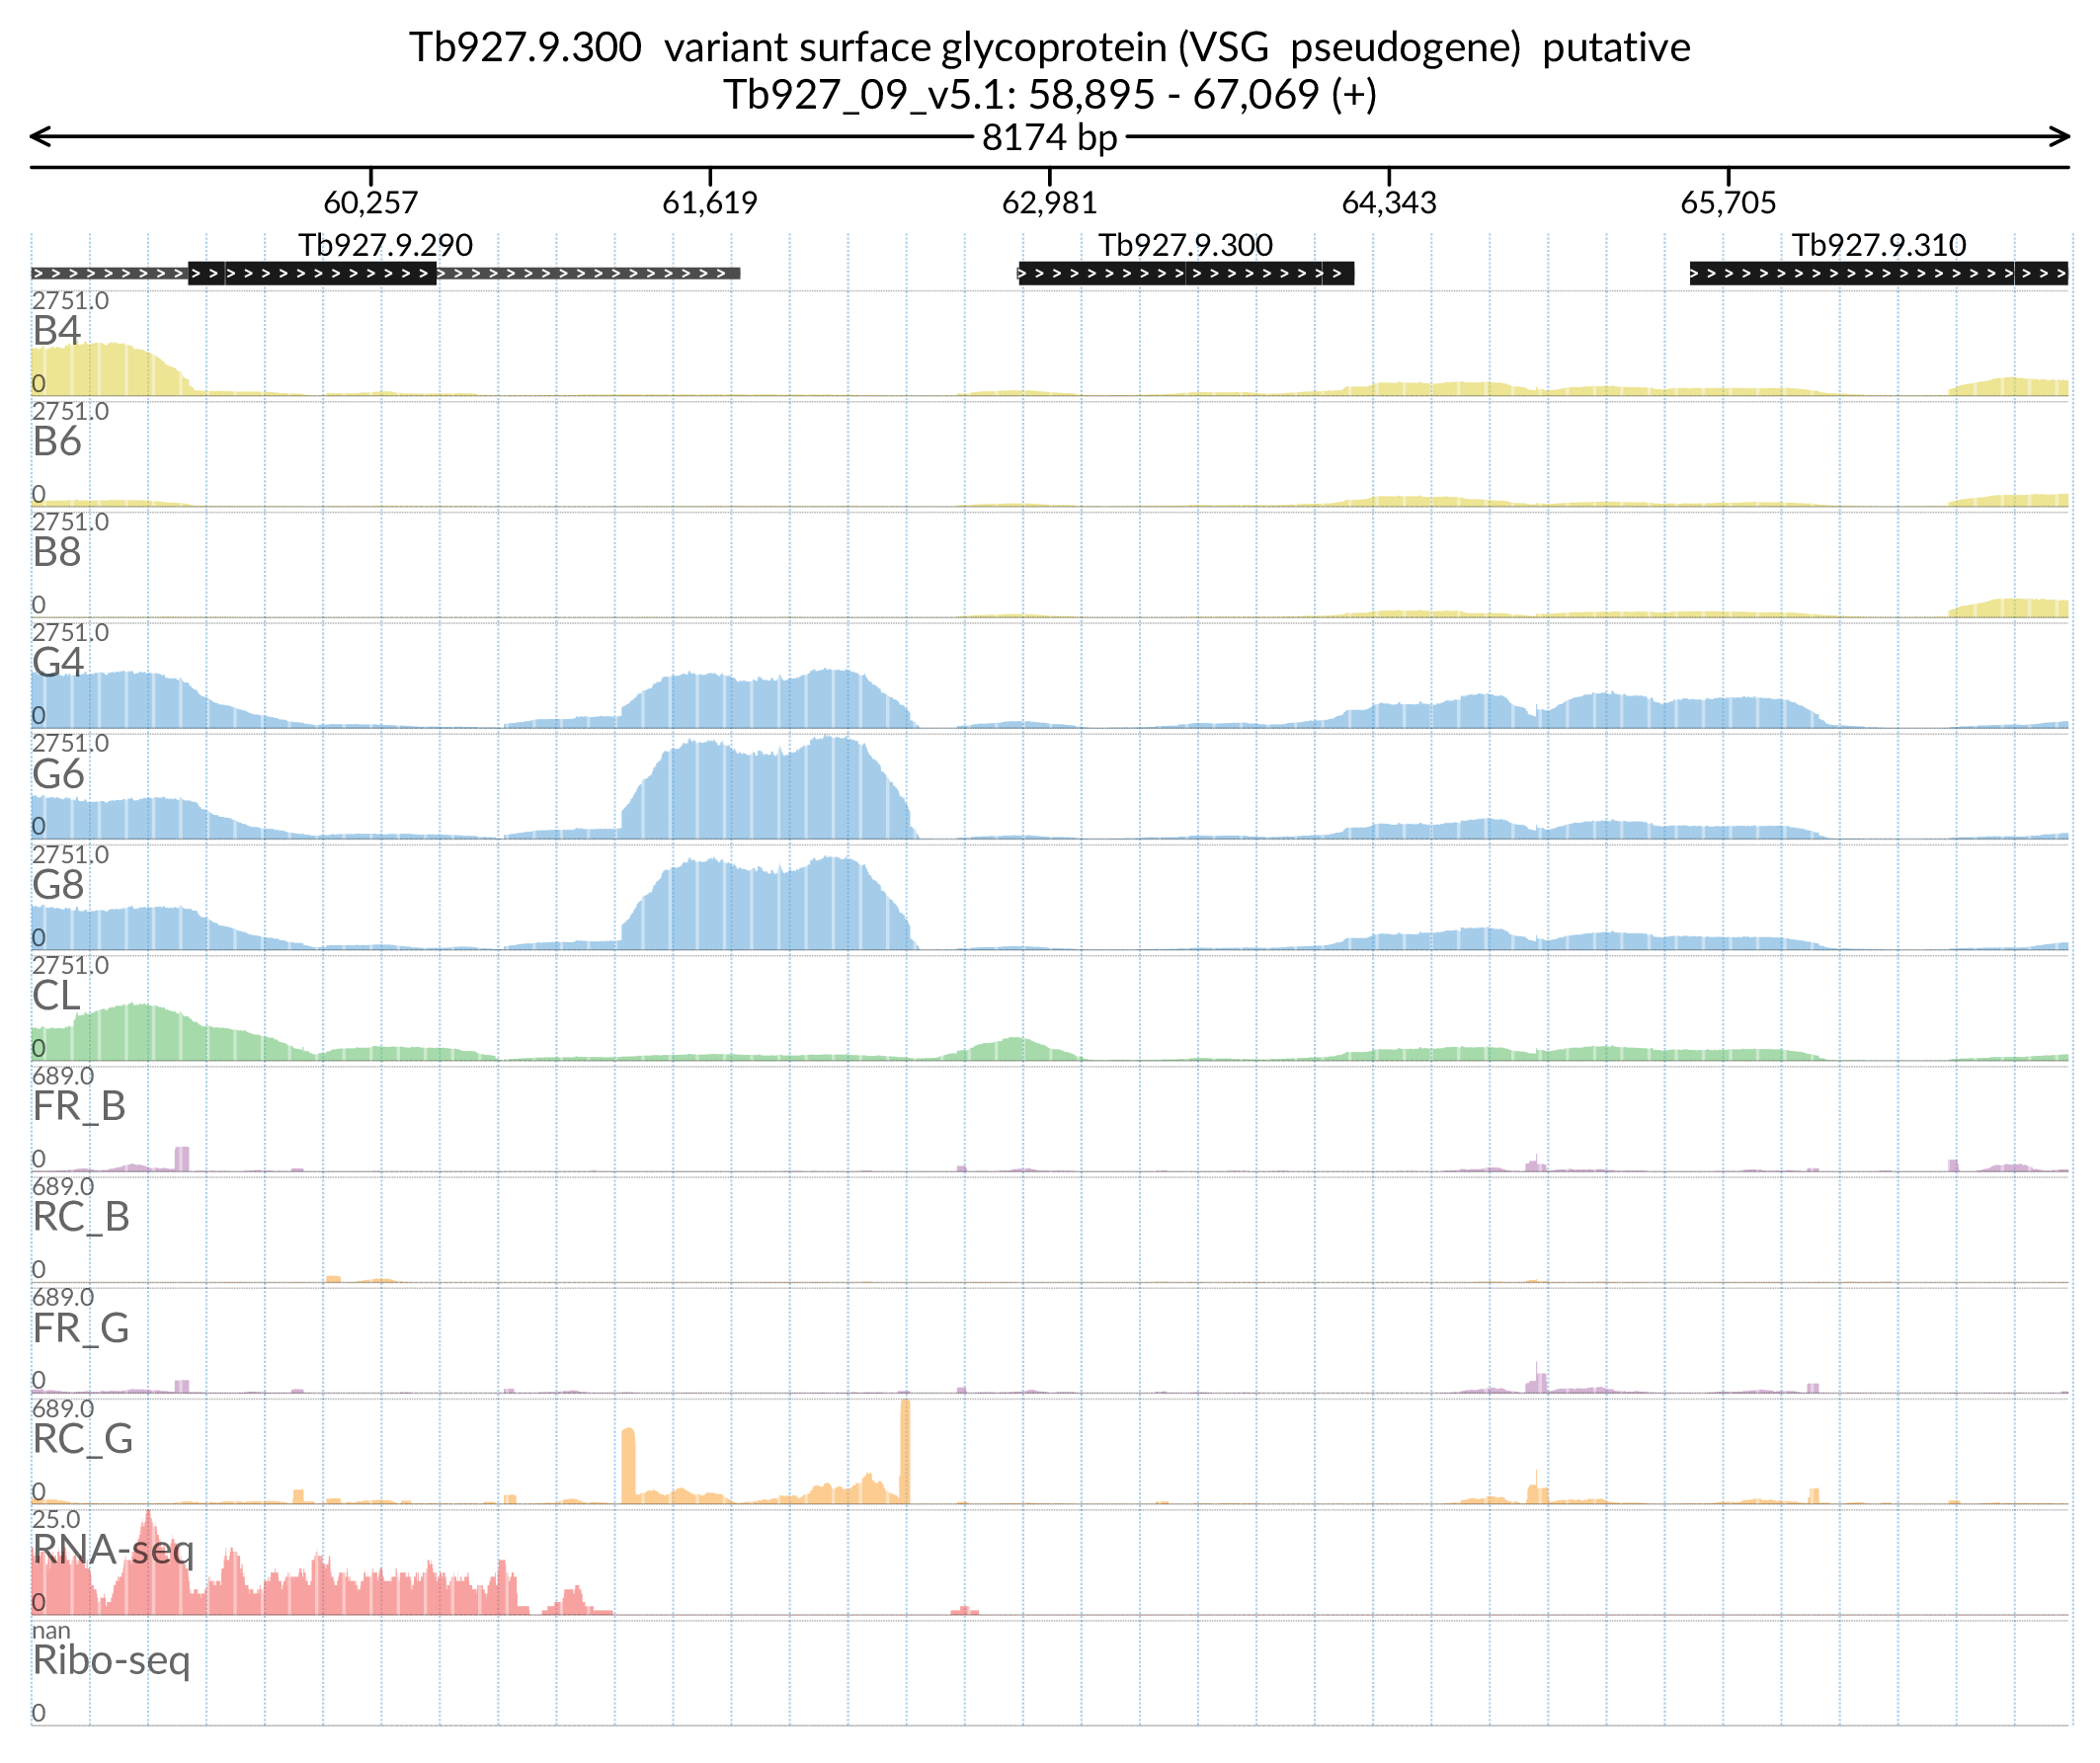 Tb927.9.300 variant surface glycoprotein (VSG pseudogene) putative
Tb927_09_v5.1: 58,895 - 67,069 (+)
8174 bp
60,257 61,619 62,981 64,343 65,705
Tb927.9.290 Tb927.9.300 Tb927.9.310
2751.0
B4
0
2751.0
B6
0
2751.0
B8
0
2751.0
G4
0
2751.0
G6
0
2751.0
G8
0
2751.0
CL
0
689.0
FR_B
0
689.0
RC_B
0
689.0
FR_G
0
689.0
RC_G
0
25.0
RNA-seq
0
nan
Ribo-seq
0